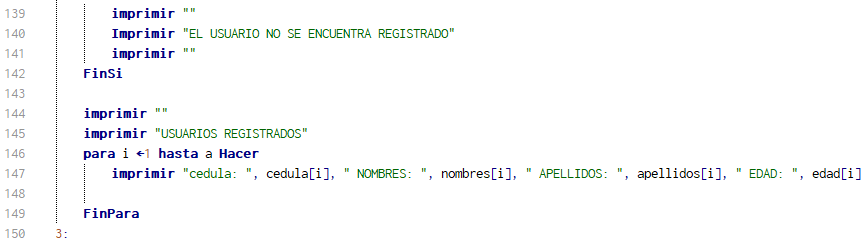 139 imprimir ""
140 Imprimir "EL USUARIO NO SE ENCUENTRA REGISTRADO"
141 imprimir ""
142 FinSi
143
144 imprimir ""
145 imprimir "USUARIOS REGISTRADOS"
146 para i ←1 hasta a Hacer
147 imprimir "cedula: ", cedula[i], " NOMBRES: ", nombres[i], " APELLIDOS: ", apellidos[i], " EDAD: ", edad[i]
148
149 FinPara
150 3: